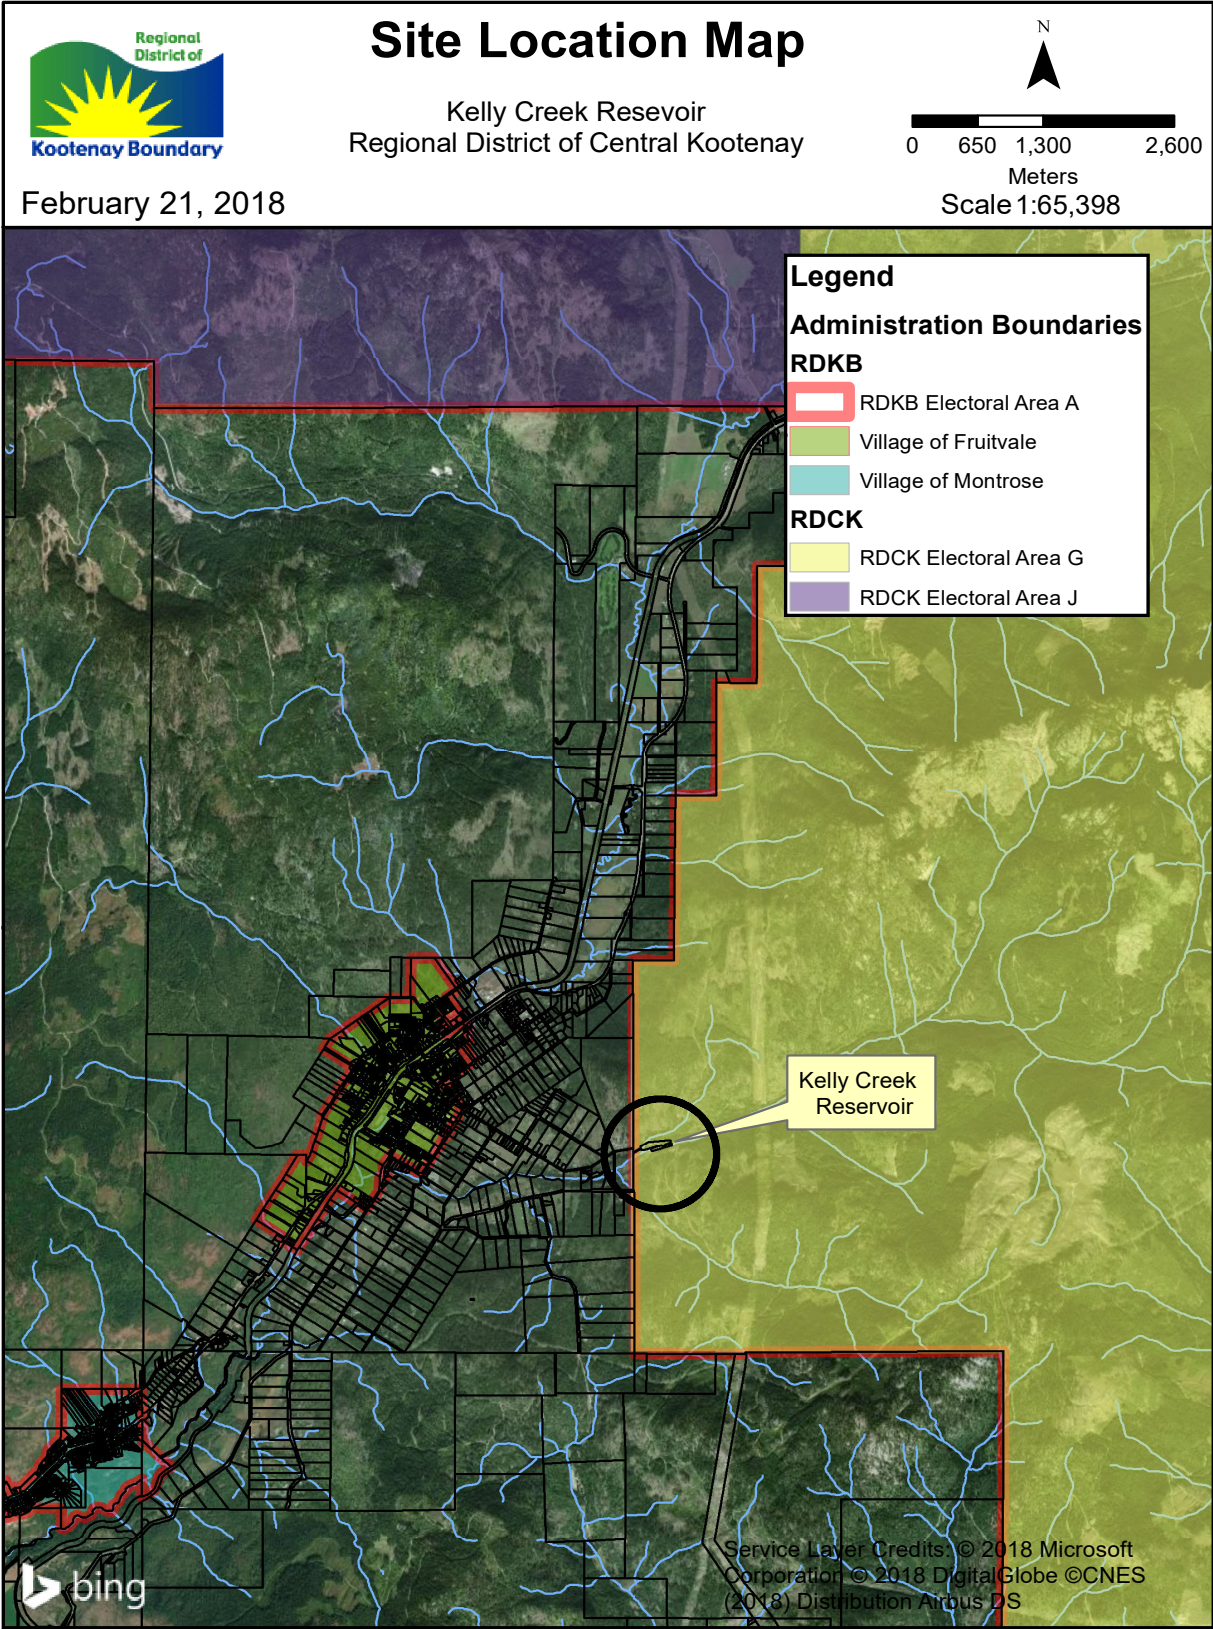 Regional
District of
Kootenay Boundary
Site Location Map
Kelly Creek Resevoir
Regional District of Central Kootenay
February 21, 2018
N
0 650 1,300 2,600
Meters
Scale 1:65,398
Legend
Administration Boundaries
RDKB
RDKB Electoral Area A
Village of Fruitvale
Village of Montrose
RDCK
RDCK Electoral Area G
RDCK Electoral Area J
Kelly Creek
Reservoir
Service Layer Credits: © 2018 Microsoft
Corporation © 2018 DigitalGlobe ©CNES
(2018) Distribution Airbus DS
bing